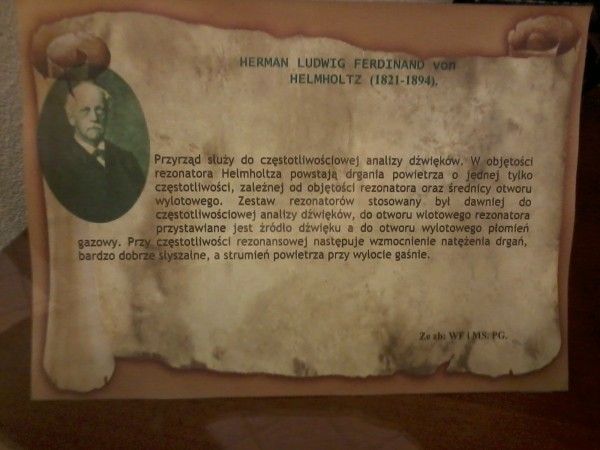 HERMAN LUDWIG FERDINAND von
HELMHOLTZ (1821-1894).
Przyrząd służy do częstotliwościowej analizy dźwięków. W objętości
rezonatora Helmholtza powstają drgania powietrza o jednej tylko
częstotliwości, zależnej od objętości rezonatora oraz średnicy otworu
wylotowego. Zestaw rezonatorów stosowany był dawniej do
częstotliwościowej analizy dźwięków, do otworu wlotowego rezonatora
przystawiane jest źródło dźwięku a do otworu wylotowego płomień
gazowy. Przy częstotliwości rezonansowej następuje wzmocnienie natężenia drgań,
bardzo dobrze słyszalne, a strumień powietrza przy wylocie gaśnie.
Ze zb: WF i MS. PG.